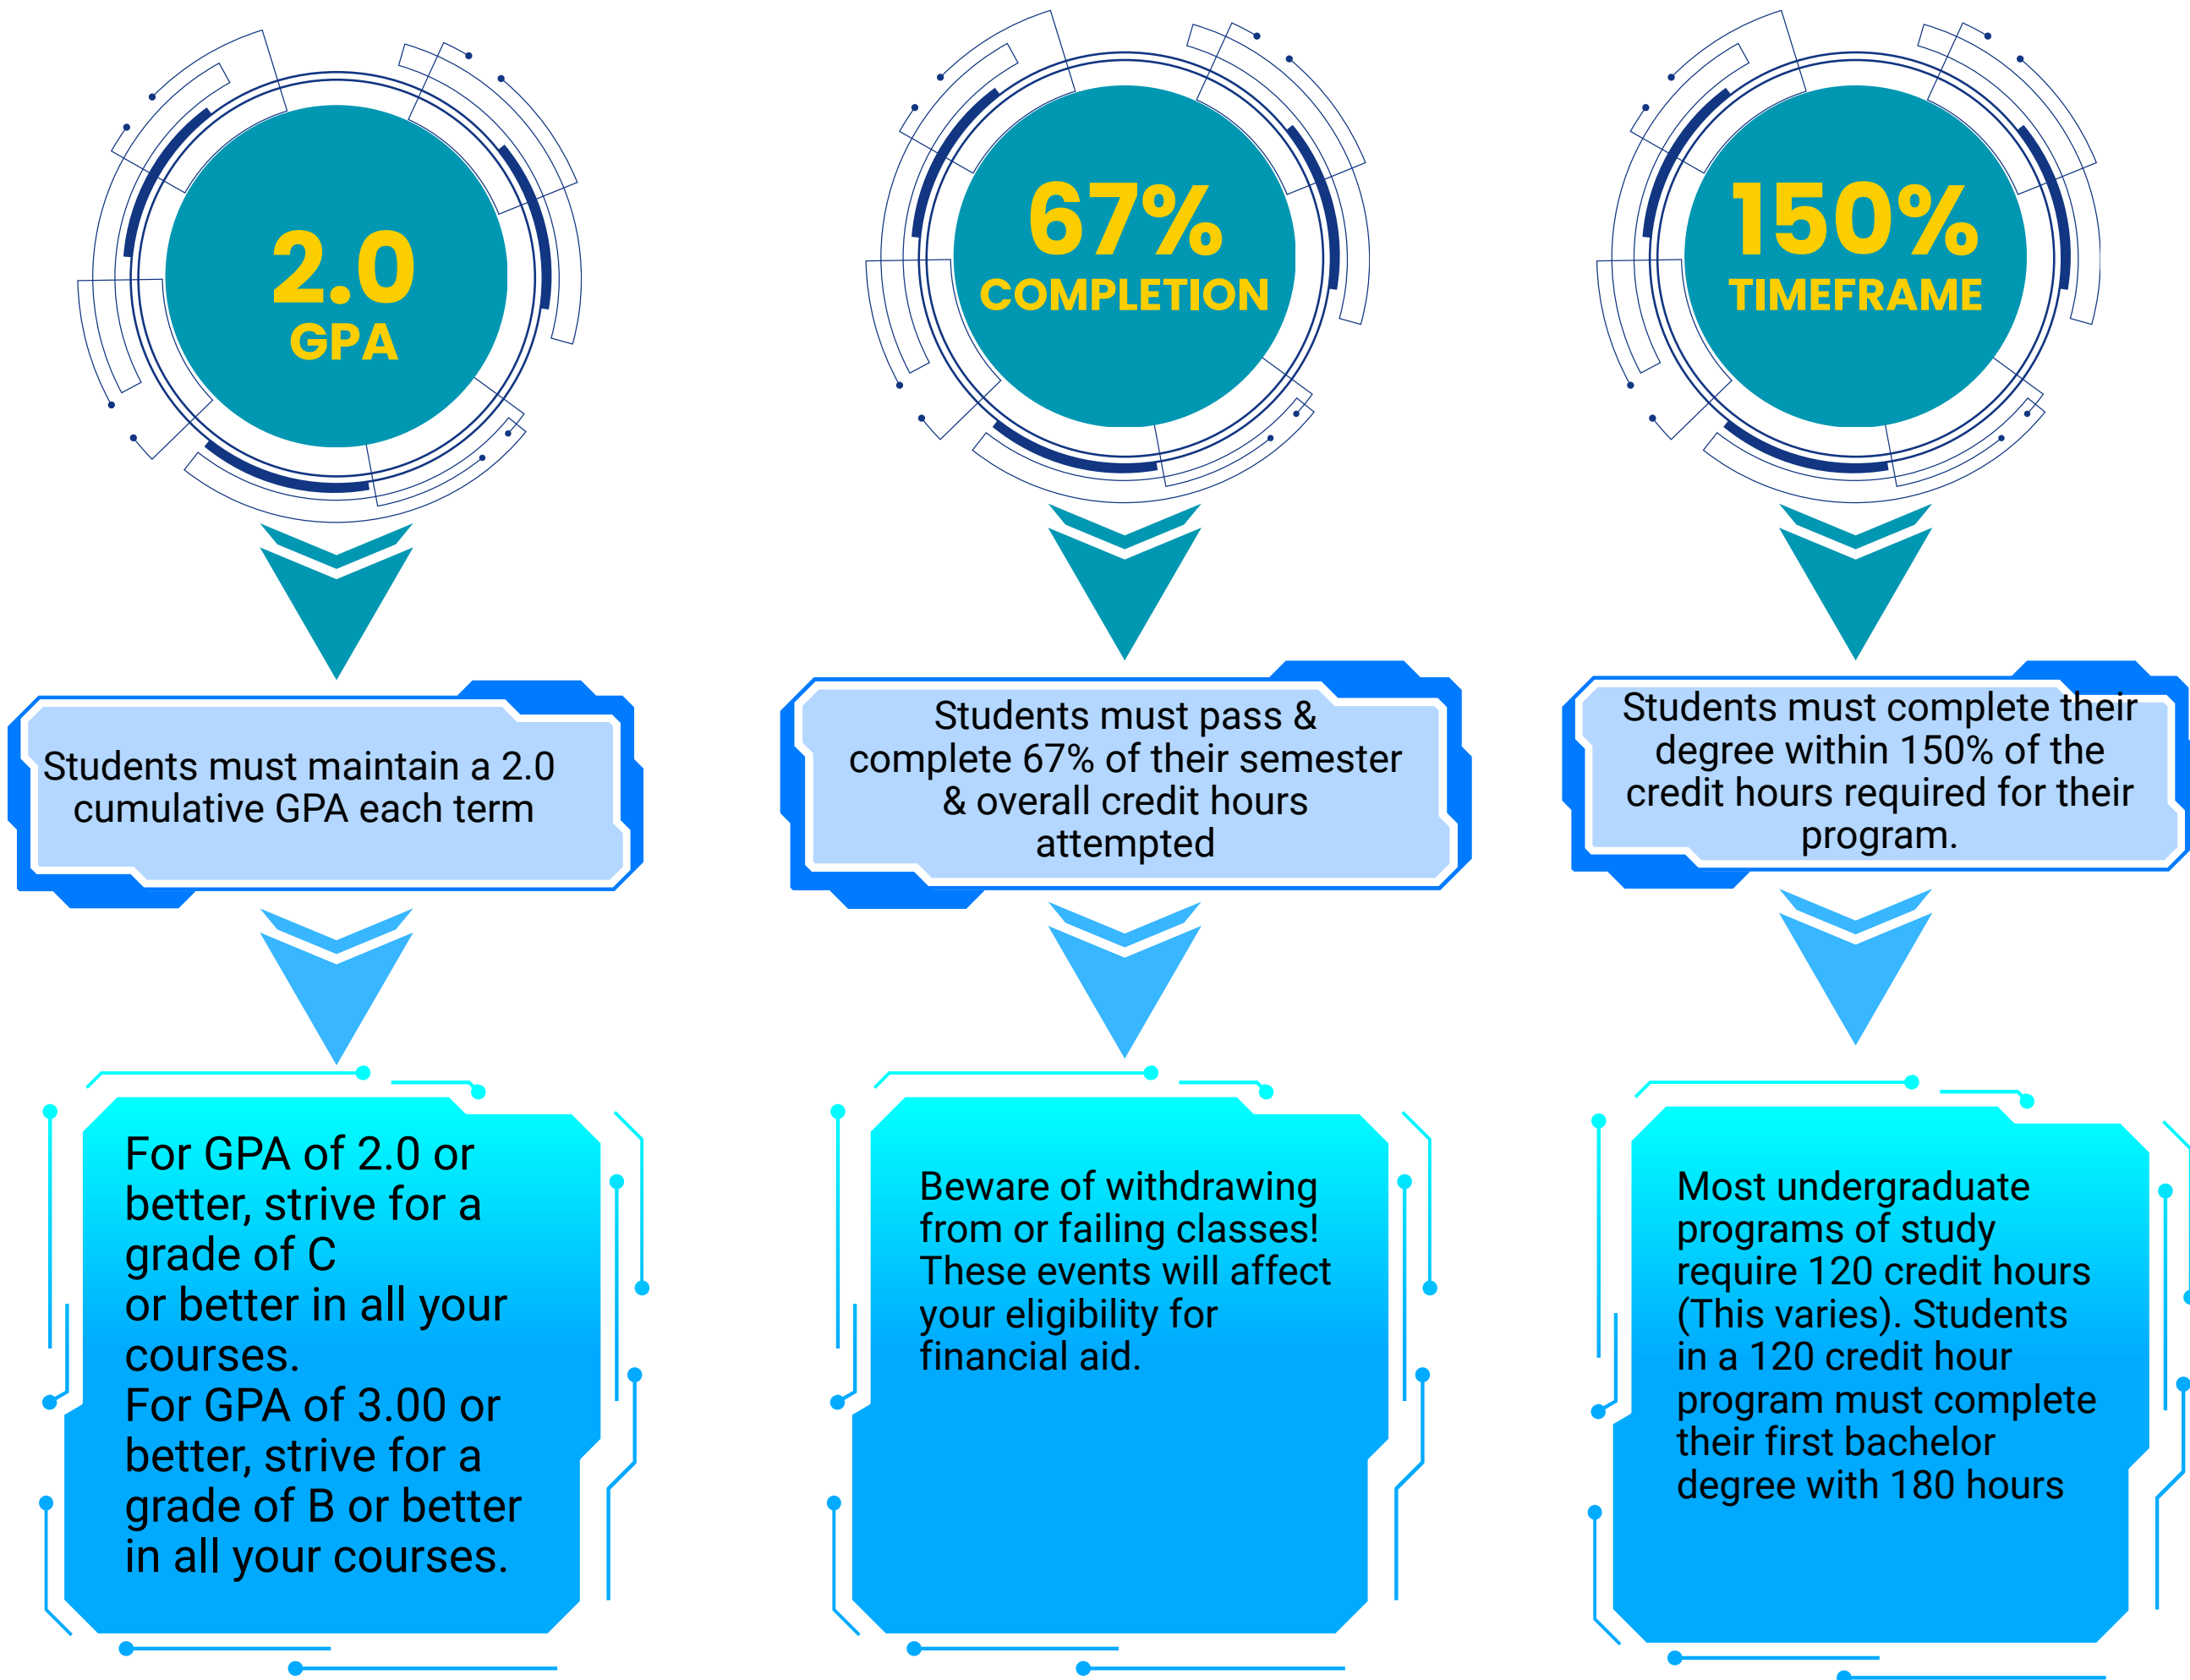 2.0
GPA
Students must maintain a 2.0
cumulative GPA each term
For GPA of 2.0 or
better, strive for a
grade of C
or better in all your
courses.
For GPA of 3.00 or
better, strive for a
grade of B or better
in all your courses.
67%
COMPLETION
Students must pass &
complete 67% of their semester
& overall credit hours
attempted
Beware of withdrawing
from or failing classes!
These events will affect
your eligibility for
financial aid.
150%
TIMEFRAME
Students must complete their
degree within 150% of the
credit hours required for their
program.
Most undergraduate
programs of study
require 120 credit hours
(This varies). Students
in a 120 credit hour
program must complete
their first bachelor
degree with 180 hours